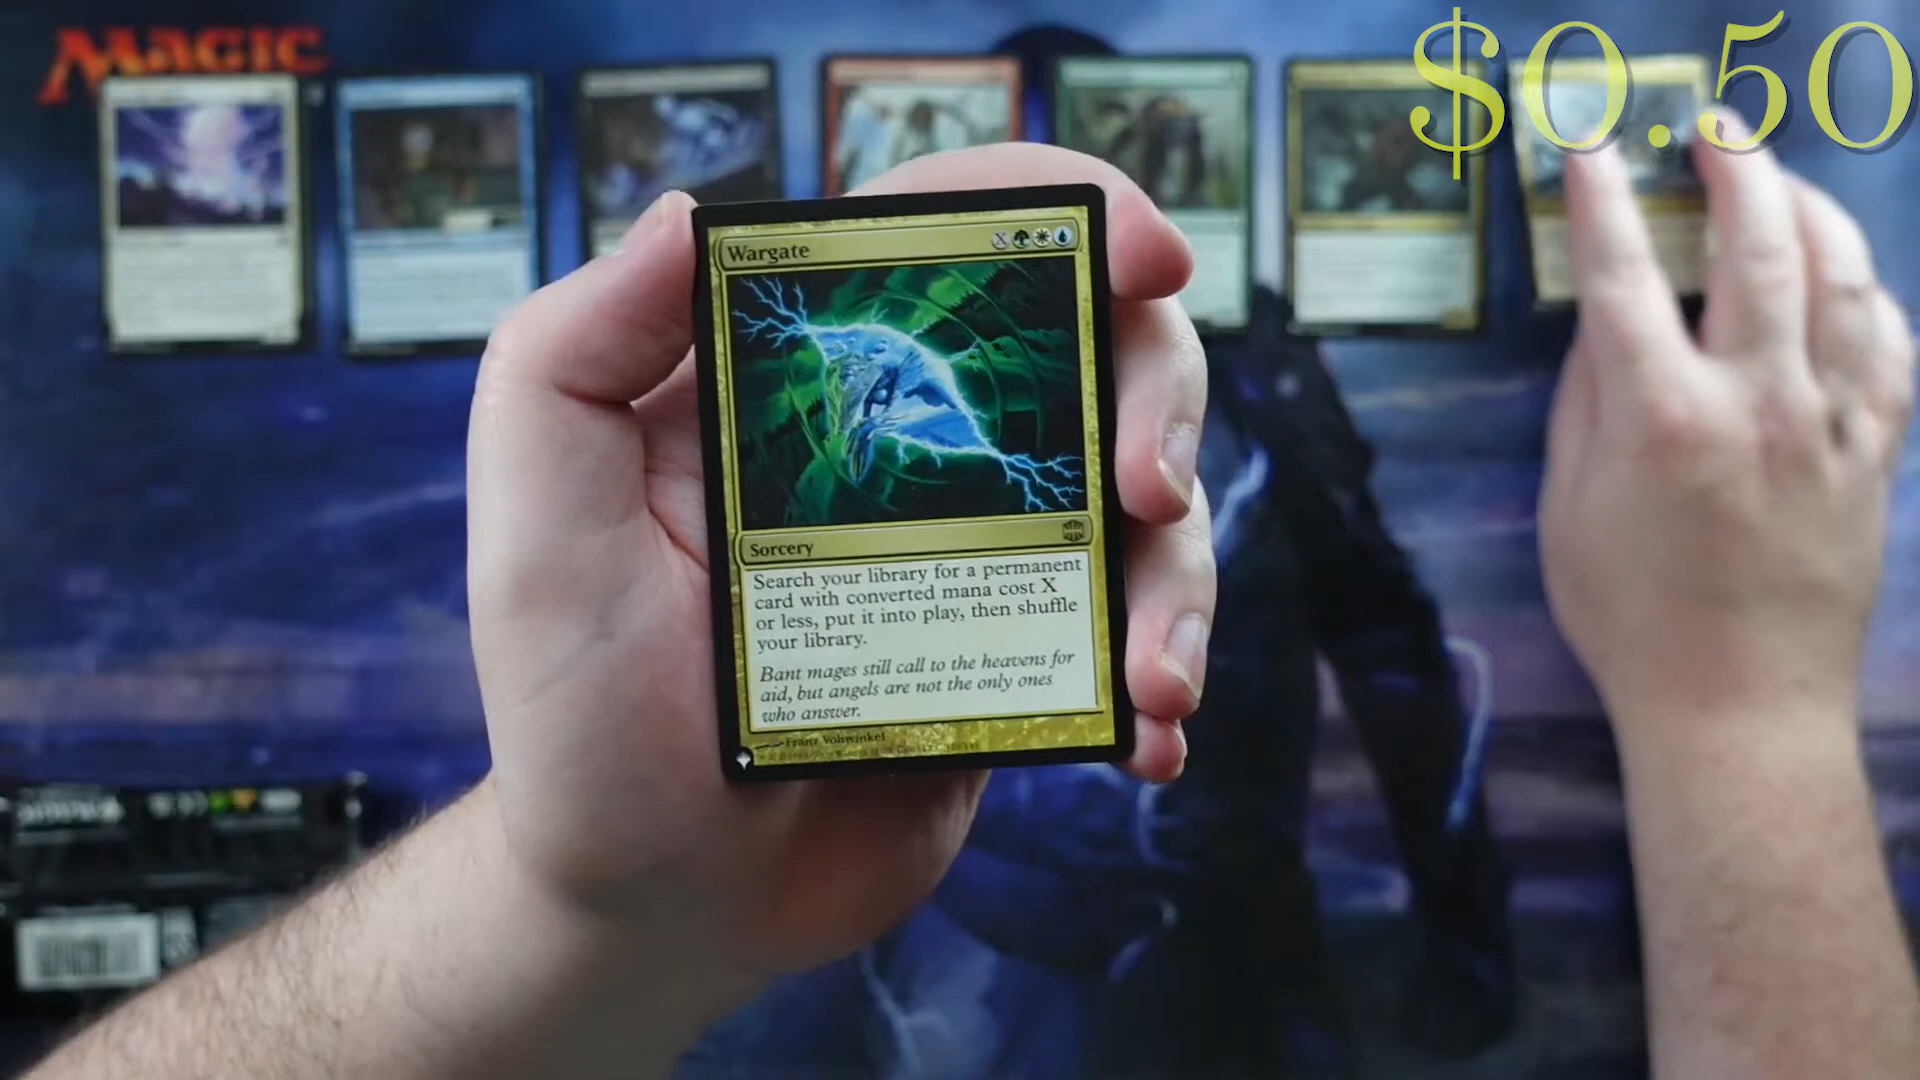 MAGIC
$0.50
Wargate
X
Sorcery
Search your library for a permanent
card with converted mana cost X
or less, put it into play, then shuffle
your library.
Bant mages still call to the heavens for
aid, but angels are not the only ones
who answer.
Franz Vohwinkel